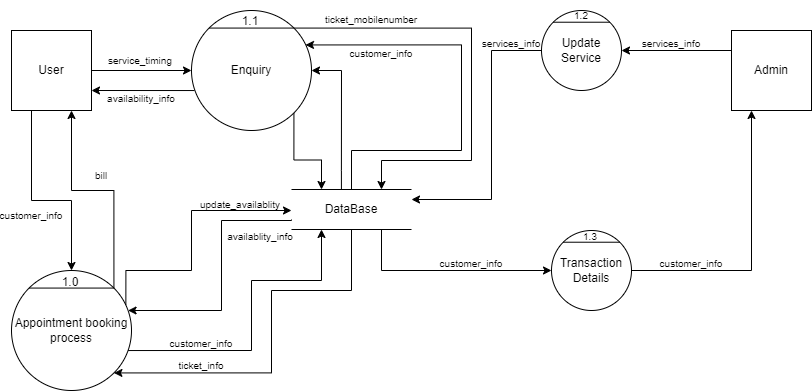 1.1
ticket_mobilenumber
1.2
User
service_timing
Enquiry
customer_info
services_info
Update
Service
services_info
Admin
availability_info
bill
customer_info
update_availablity
DataBase
availablity_info
1.3
1.0
customer_info
Transaction
Details
customer_info
Appointment booking
process
customer_info
ticket_info